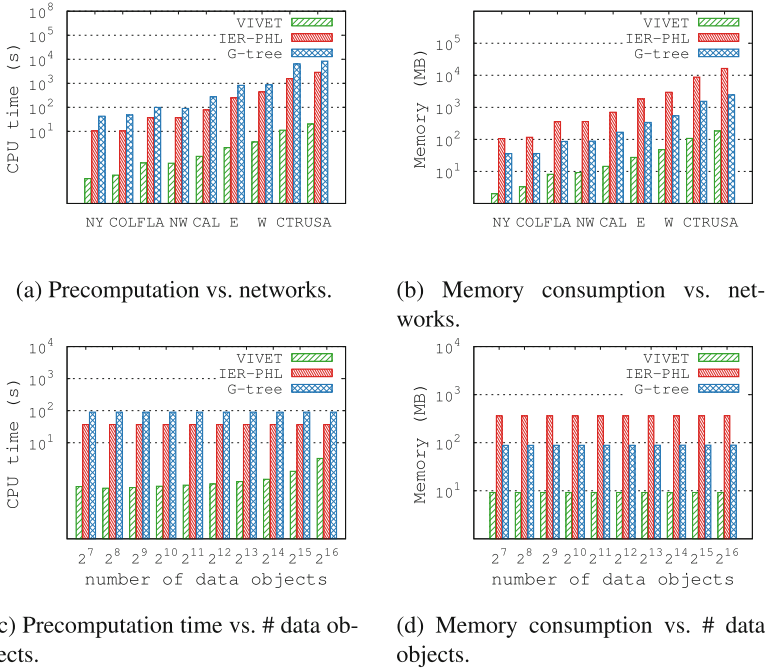 10^8
10^5
10^4
10^3
10^2
10^1
CPU time (s)
VIVET
IER-PHL
G-tree
NY COLFLA NW CAL E W CTRUSA
(a) Precomputation vs. networks.
10^5
10^4
10^3
10^2
10^1
Memory (MB)
VIVET
IER-PHL
G-tree
NY COLFLA NW CAL E W CTRUSA
(b) Memory consumption vs. net-
works.
10^4
10^3
10^2
10^1
CPU time (s)
VIVET
IER-PHL
G-tree
2^7 2^8 2^9 2^10 2^11 2^12 2^13 2^14 2^15 2^16
number of data objects
c) Precomputation time vs. # data ob-
ects.
10^4
10^3
10^2
10^1
Memory (MB)
VIVET
IER-PHL
G-tree
2^7 2^8 2^9 2^10 2^11 2^12 2^13 2^14 2^15 2^16
number of data objects
(d) Memory consumption vs. # data
objects.